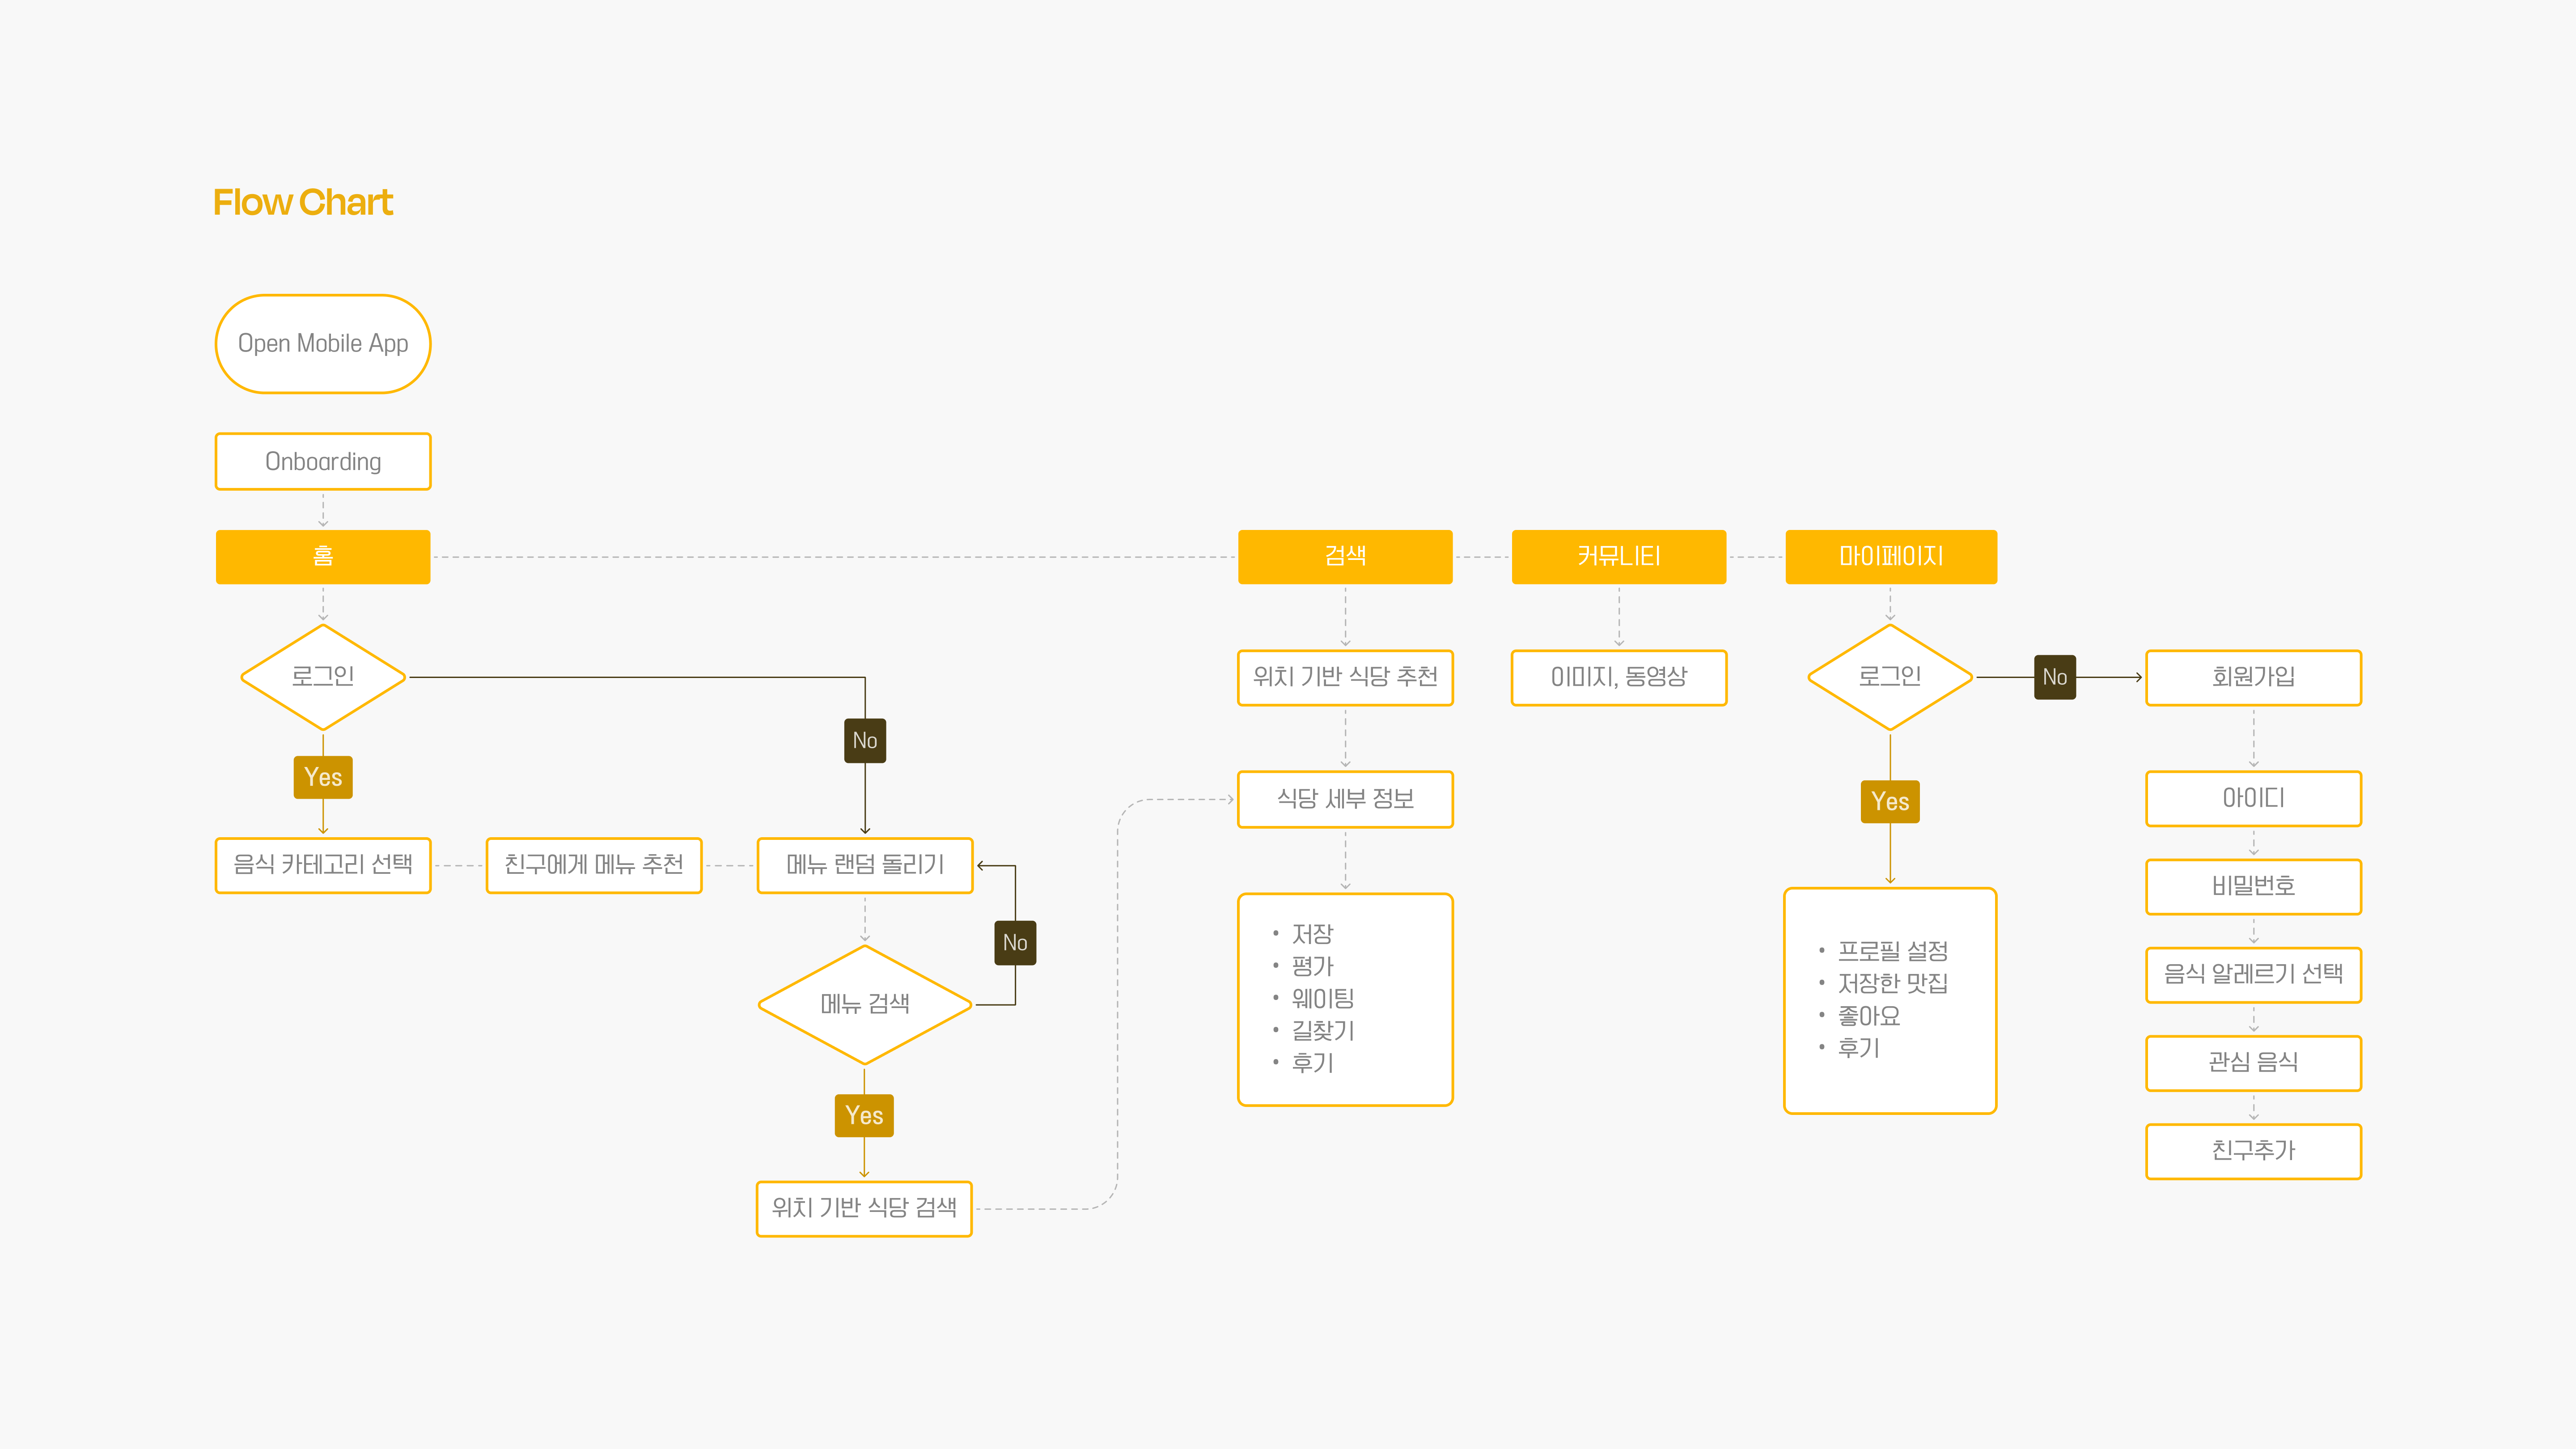 Flow Chart
Open Mobile App
Onboarding
홈
검색
커뮤니티
마이페이지
로그인
No
Yes
음식 카테고리 선택
친구에게 메뉴 추천
메뉴 랜덤 돌리기
메뉴 검색
No
Yes
위치 기반 식당 검색
위치 기반 식당 추천
식당 세부 정보
• 저장
• 평가
• 웨이팅
• 길찾기
• 후기
이미지, 동영상
로그인
No
Yes
• 프로필 설정
• 저장한 맛집
• 좋아요
• 후기
회원가입
아이디
비밀번호
음식 알레르기 선택
관심 음식
친구추가